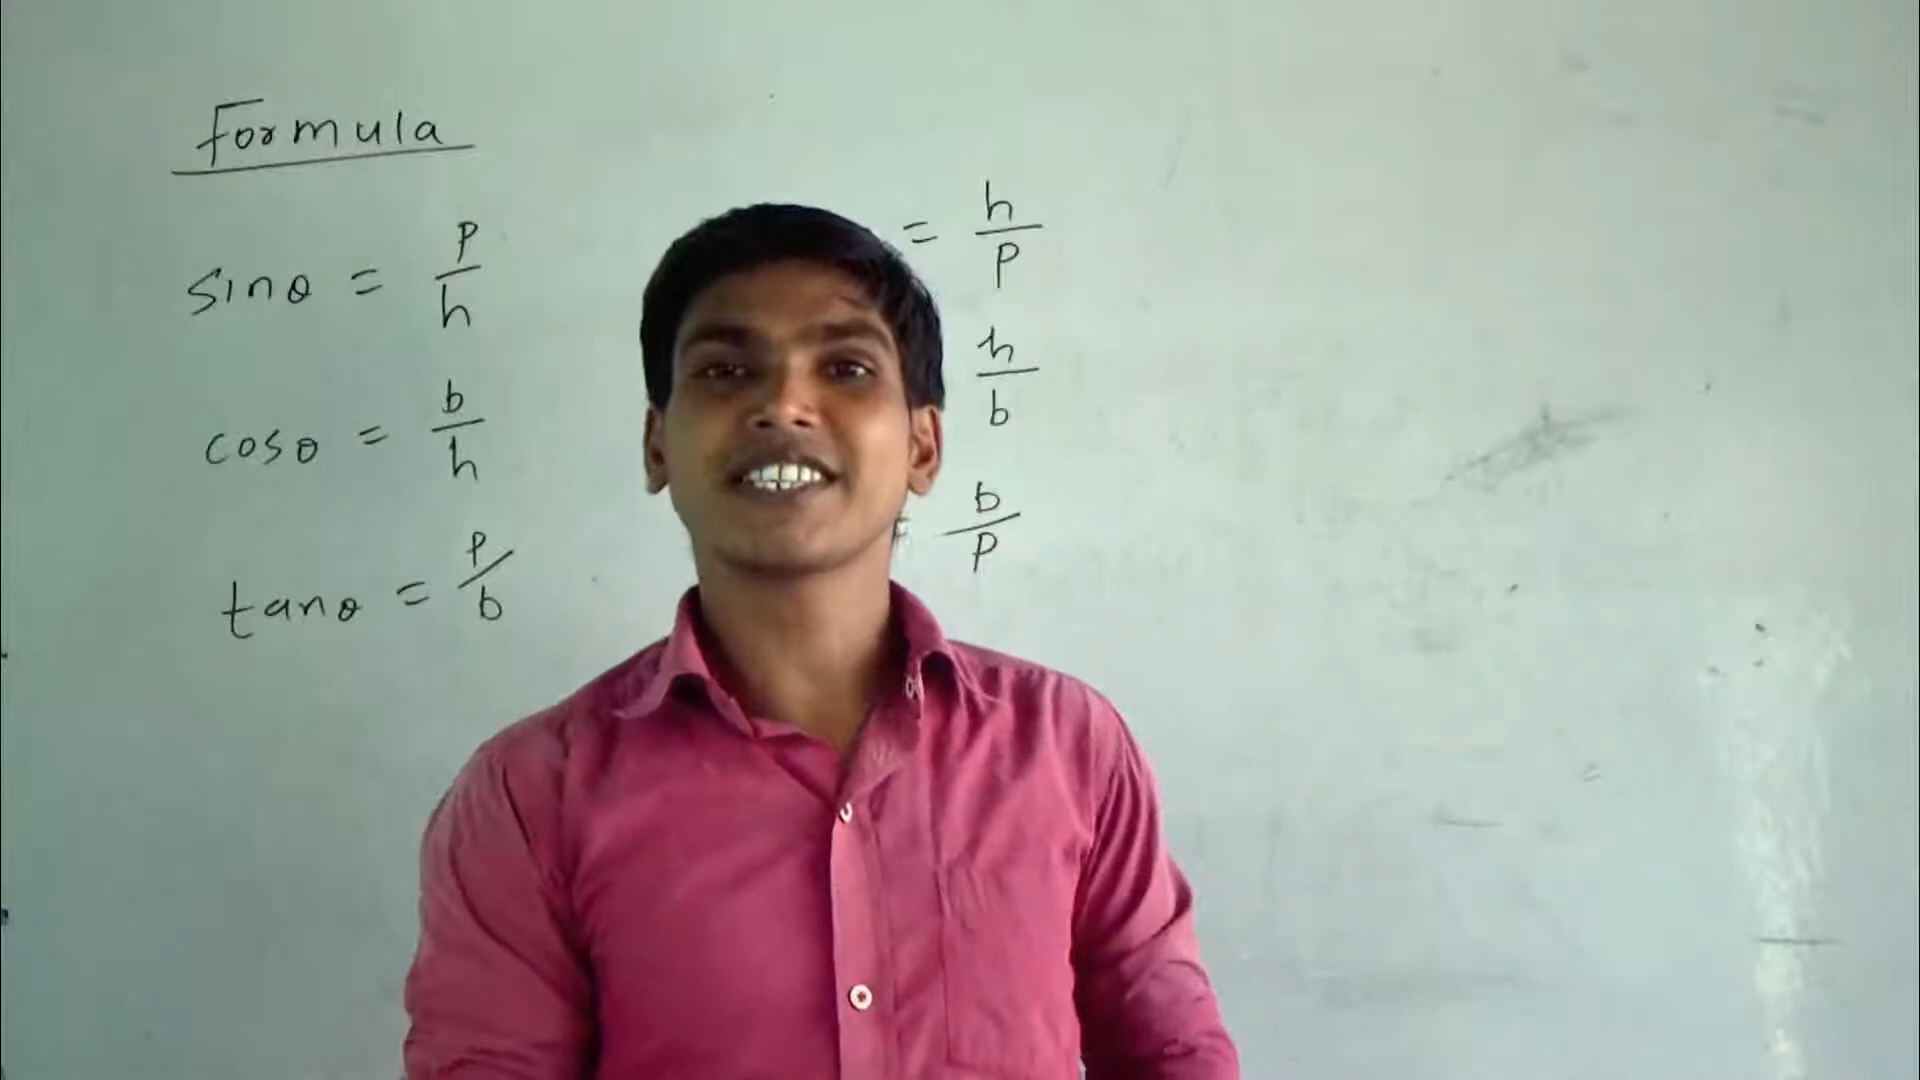 Formula
sinθ = p/h
= h/p
cosθ = b/h
h/b
tanθ = p/b
= b/p